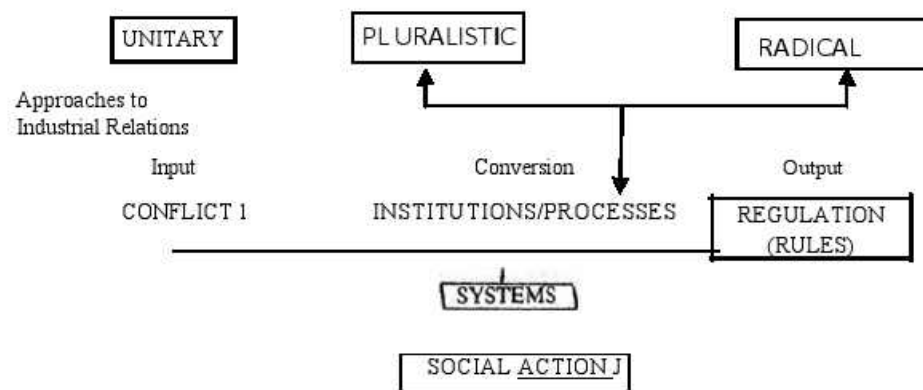 UNITARY
PLURALISTIC
RADICAL
Approaches to
Industrial Relations
Input
Conversion
Output
CONFLICT 1
INSTITUTIONS/PROCESSES
REGULATION
(RULES)
SYSTEMS
SOCIAL ACTION J